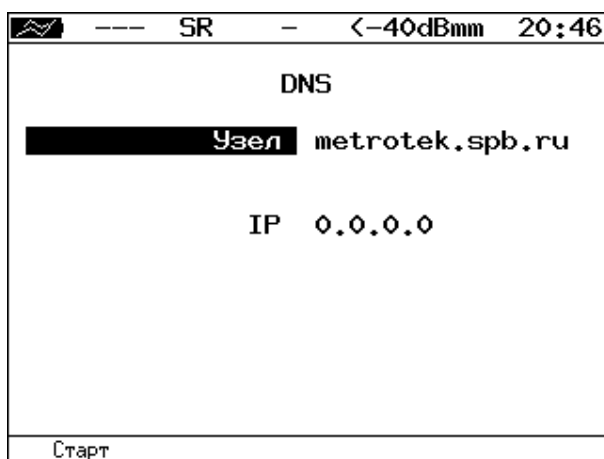 --- SR - <-40dBmm 20:46
DNS
Узел metrotek.spb.ru
IP 0.0.0.0
Старт